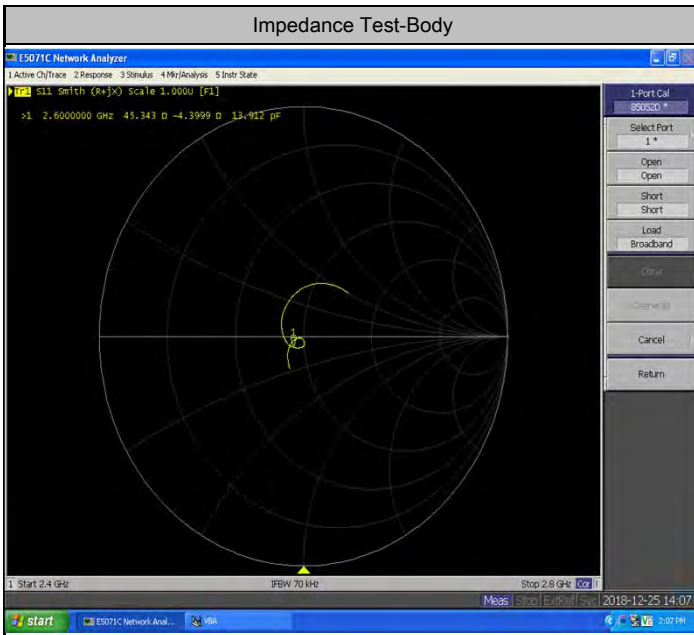 Impedance Test-Body
E5071C Network Analyzer
1 Active Ch/Trace 2 Response 3 Stimulus 4 Mkr/Analysis 5 Instr State
Tr1 S11 Smith (R+jX) Scale 1.000U [F1]
>1 2.6000000 GHz 45.343 Ω -4.3999 Ω 13.912 pF
1
1-Port Cal
85052D *
Select Port
1 *
Open
Open
Short
Short
Load
Broadband
Done
Cancel
Return
1 Start 2.4 GHz
IFBW 70 kHz
Stop 2.8 GHz Cor
Meas Stop ExtRef Svc 2018-12-25 14:07
start
E5071C Network Anal...
VBA
2:07 PM